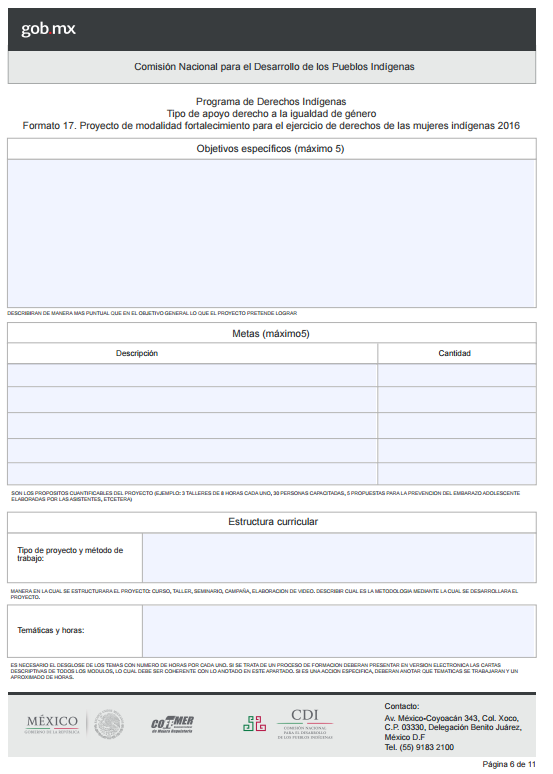 gob.mx
Comisión Nacional para el Desarrollo de los Pueblos Indígenas
Programa de Derechos Indígenas
Tipo de apoyo derecho a la igualdad de género
Formato 17. Proyecto de modalidad fortalecimiento para el ejercicio de derechos de las mujeres indígenas 2016
Objetivos específicos (máximo 5)
DESCRIBIRAN DE MANERA MAS PUNTUAL QUE EN EL OBJETIVO GENERAL LO QUE EL PROYECTO PRETENDE LOGRAR
Metas (máximo5)
Descripción
Cantidad
SON LOS PROPOSITOS CUANTIFICABLES DEL PROYECTO (EJEMPLO: 3 TALLERES DE 8 HORAS CADA UNO, 30 PERSONAS CAPACITADAS, 5 PROPUESTAS PARA LA PREVENCION DEL EMBARAZO ADOLESCENTE
ELABORADAS POR LAS ASISTENTES, ETCETERA)
Estructura curricular
Tipo de proyecto y método de
trabajo:
MANERA EN LA CUAL SE ESTRUCTURARA EL PROYECTO: CURSO, TALLER, SEMINARIO, CAMPAÑA, ELABORACION DE VIDEO. DESCRIBIR CUAL ES LA METODOLOGIA MEDIANTE LA CUAL SE DESARROLLARA EL
PROYECTO.
Temáticas y horas:
ES NECESARIO EL DESGLOSE DE LOS TEMAS CON NUMERO DE HORAS POR CADA UNO. SI SE TRATA DE UN PROCESO DE FORMACION DEBERAN PRESENTAR EN VERSION ELECTRONICA LAS CARTAS
DESCRIPTIVAS DE TODOS LOS MODULOS, LO CUAL DEBE SER COHERENTE CON LO ANOTADO EN ESTE APARTADO. SI ES UNA ACCION ESPECIFICA, DEBERAN ANOTAR QUE TEMATICAS SE TRABAJARAN Y UN
APROXIMADO DE HORAS.
MÉXICO
GOBIERNO DE LA REPÚBLICA
COFEMER
de Mejora Regulatoria
CDI
COMISIÓN NACIONAL
PARA EL DESARROLLO
DE LOS PUEBLOS INDÍGENAS
Contacto:
Av. México-Coyoacán 343, Col. Xoco,
C.P. 03330, Delegación Benito Juárez,
México D.F
Tel. (55) 9183 2100
Página 6 de 11